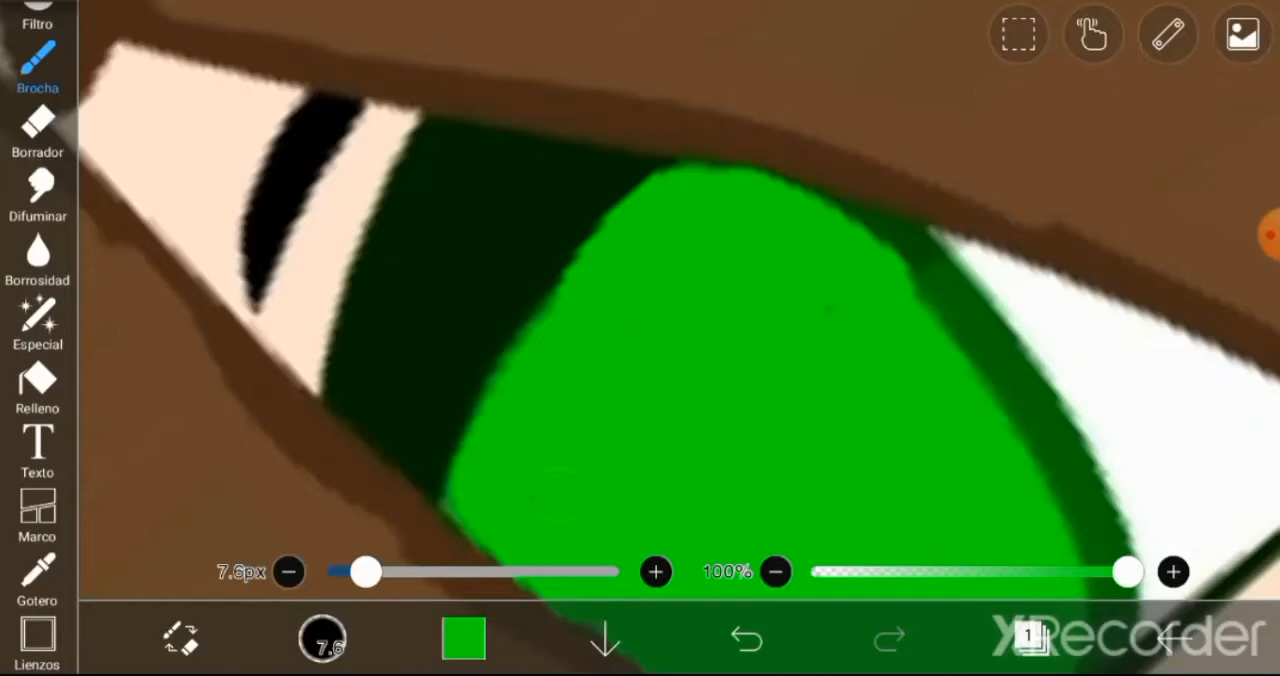 Filtro
Brocha
Borrador
Difuminar
Borrosidad
Especial
Relleno
T
Texto
Marco
Gotero
Lienzos
7.6px
100%
7.6
1
XRecorder